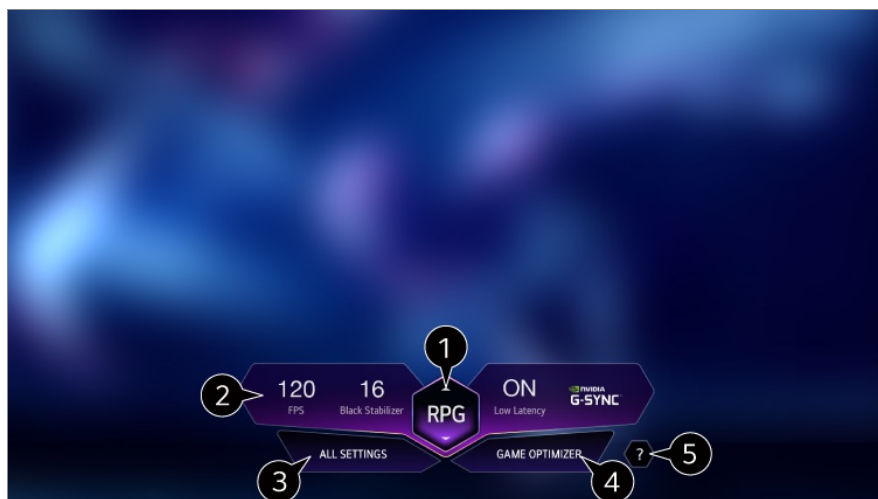 1
2
120
FPS
16
Black Stabilizer
RPG
ON
Low Latency
NVIDIA
G-SYNC
3
ALL SETTINGS
GAME OPTIMIZER
4
?
5